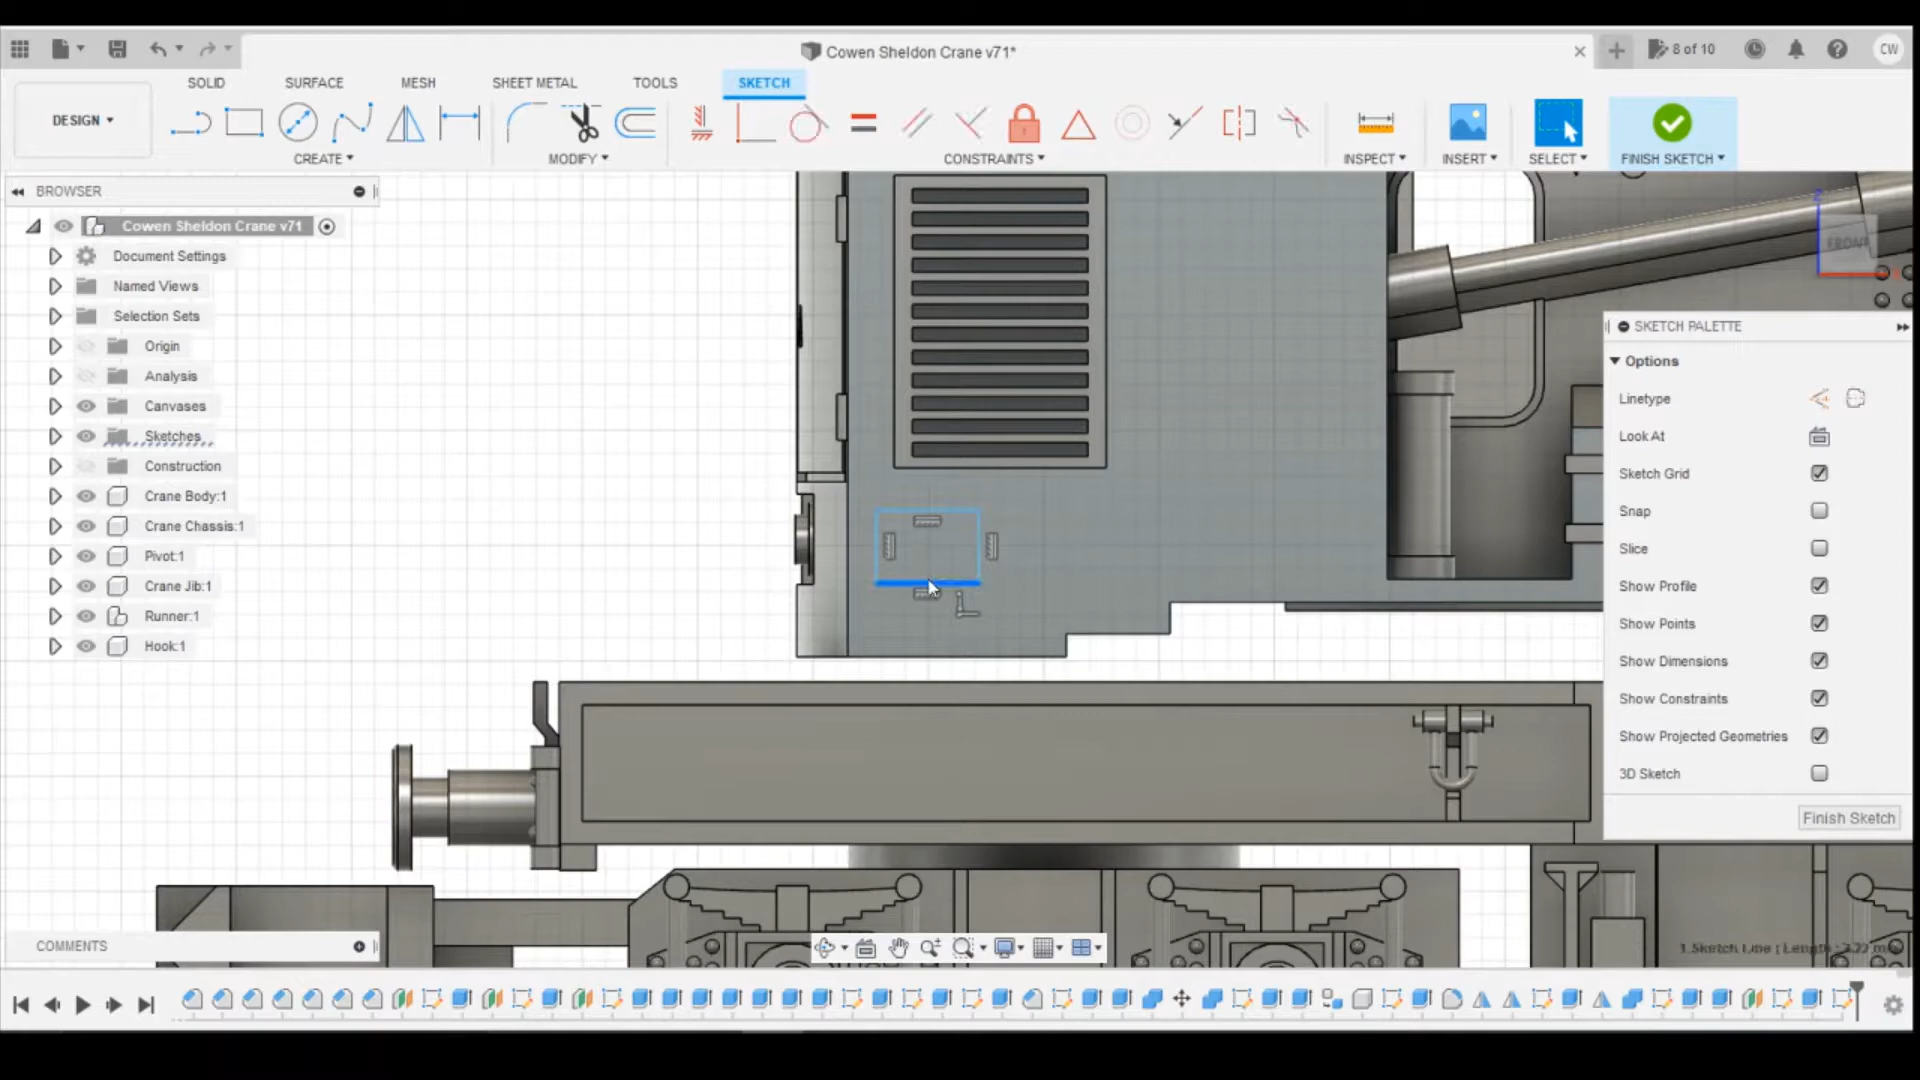 Cowen Sheldon Crane v71*
8 of 10
CW
SOLID
SURFACE
MESH
SHEET METAL
TOOLS
SKETCH
DESIGN
CREATE
MODIFY
CONSTRAINTS
INSPECT
INSERT
SELECT
FINISH SKETCH
BROWSER
Cowen Sheldon Crane v71
Document Settings
Named Views
Selection Sets
Origin
Analysis
Canvases
Sketches
Construction
Crane Body:1
Crane Chassis:1
Pivot:1
Crane Jib:1
Runner:1
Hook:1
Z
FRONT
SKETCH PALETTE
Options
Linetype
Look At
Sketch Grid
Snap
Slice
Show Profile
Show Points
Show Dimensions
Show Constraints
Show Projected Geometries
3D Sketch
Finish Sketch
COMMENTS